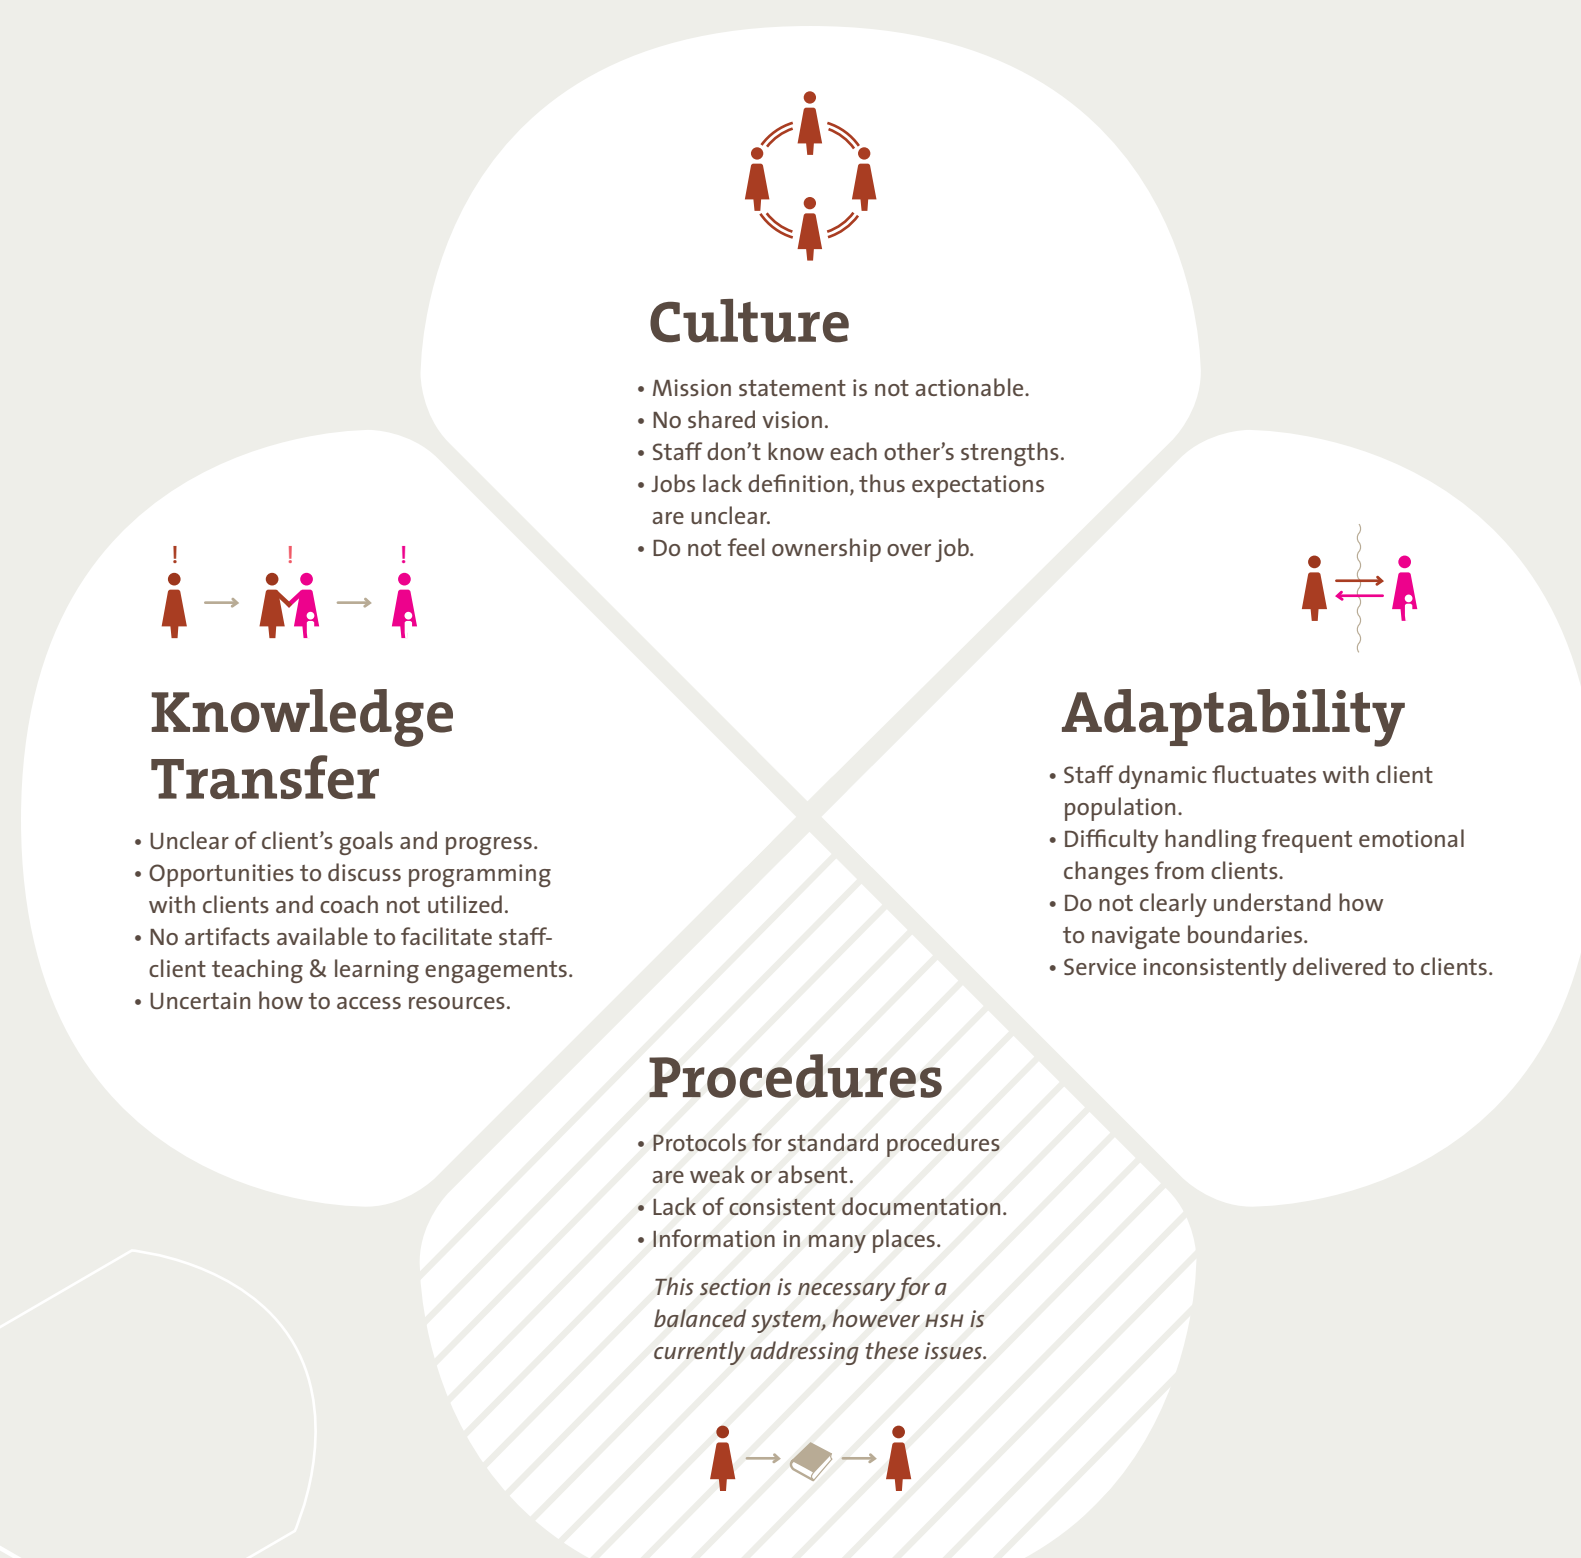 Culture
• Mission statement is not actionable.
• No shared vision.
• Staff don’t know each other’s strengths.
• Jobs lack definition, thus expectations
are unclear.
• Do not feel ownership over job.
! ! !
Knowledge
Transfer
• Unclear of client’s goals and progress.
• Opportunities to discuss programming
with clients and coach not utilized.
• No artifacts available to facilitate staff-
client teaching & learning engagements.
• Uncertain how to access resources.
Adaptability
• Staff dynamic fluctuates with client
population.
• Difficulty handling frequent emotional
changes from clients.
• Do not clearly understand how
to navigate boundaries.
• Service inconsistently delivered to clients.
Procedures
• Protocols for standard procedures
are weak or absent.
• Lack of consistent documentation.
• Information in many places.
This section is necessary for a
balanced system, however HSH is
currently addressing these issues.